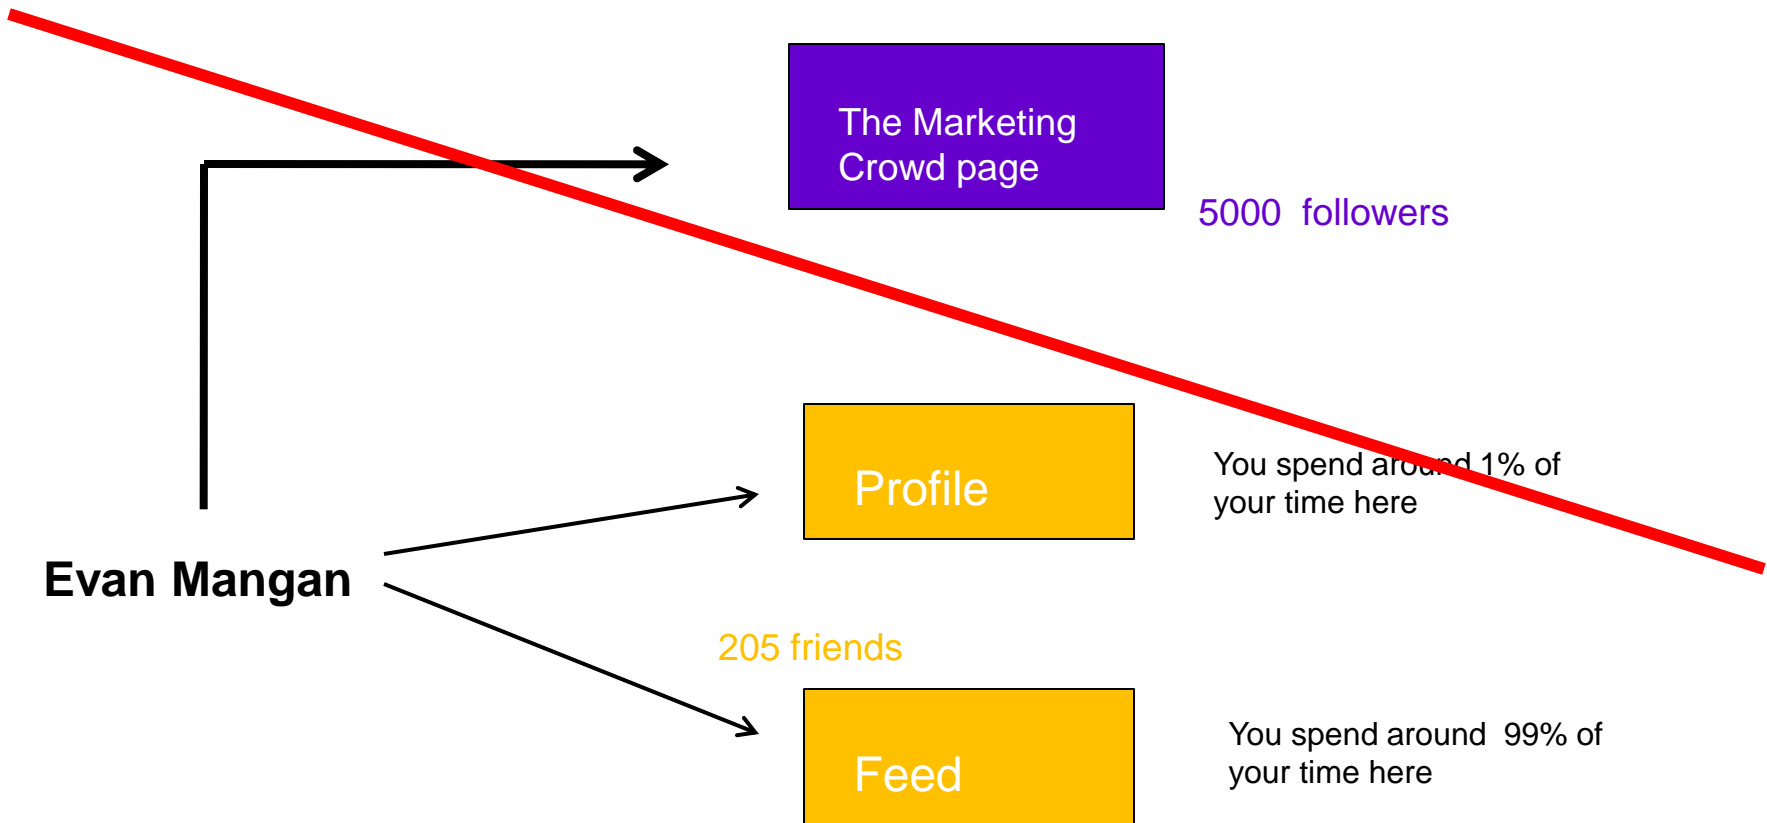 The Marketing
Crowd page
5000  followers
Profile
You spend around 1% of
your time here
Evan Mangan
205 friends
Feed
You spend around  99% of
your time here